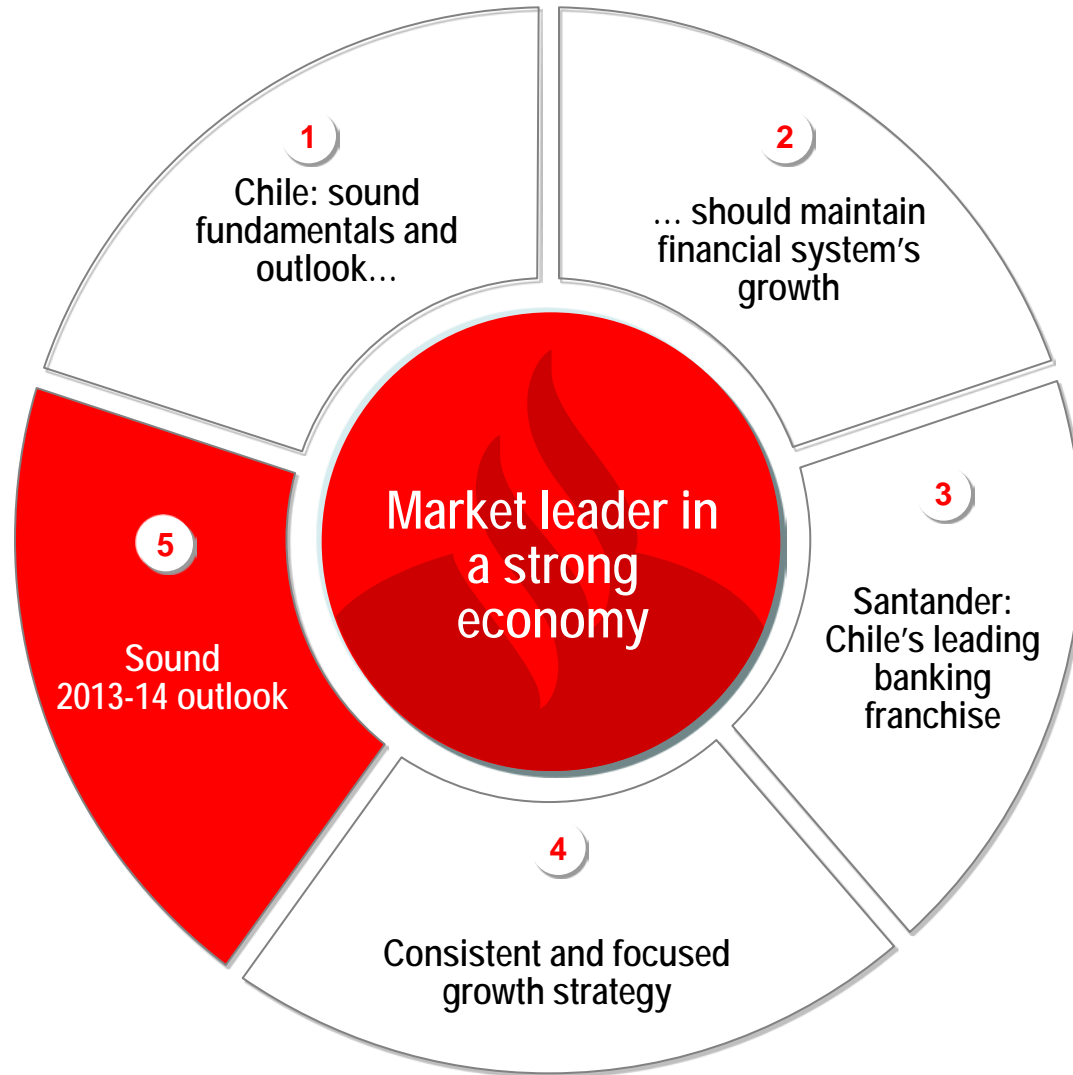 1
Chile: sound
fundamentals and
outlook...
2
... should maintain
financial system's
growth
3
Santander:
Chile's leading
banking
franchise
4
Consistent and focused
growth strategy
5
Sound
2013-14 outlook
Market leader in
a strong
economy